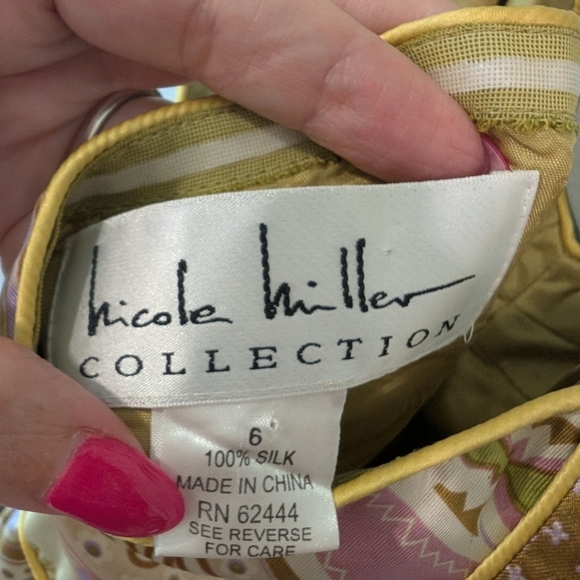 nicole miller
COLLECTION
6
100% SILK
MADE IN CHINA
RN 62444
SEE REVERSE
FOR CARE